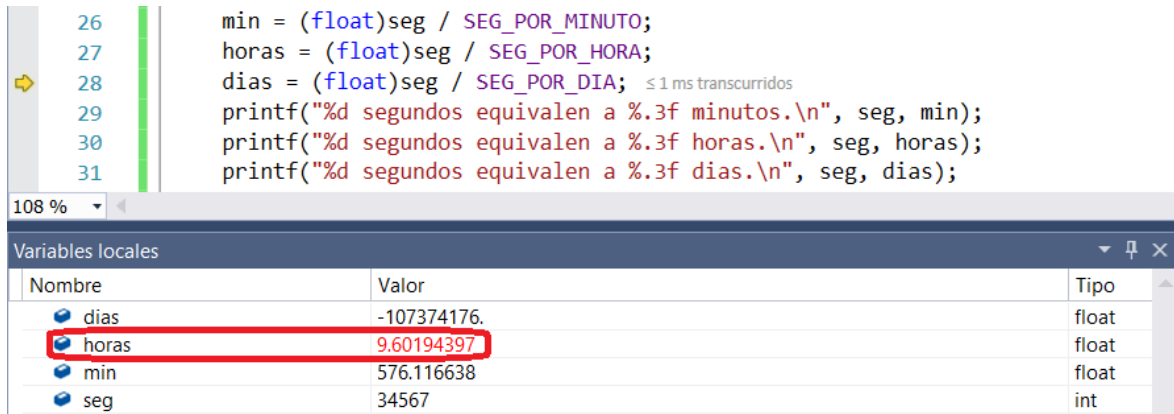 26 min = (float)seg / SEG_POR_MINUTO;
27 horas = (float)seg / SEG_POR_HORA;
28 dias = (float)seg / SEG_POR_DIA; ≤ 1 ms transcurridos
29 printf("%d segundos equivalen a %.3f minutos.\n", seg, min);
30 printf("%d segundos equivalen a %.3f horas.\n", seg, horas);
31 printf("%d segundos equivalen a %.3f dias.\n", seg, dias);
108 %
Variables locales
Nombre Valor Tipo
dias -107374176. float
horas 9.60194397 float
min 576.116638 float
seg 34567 int